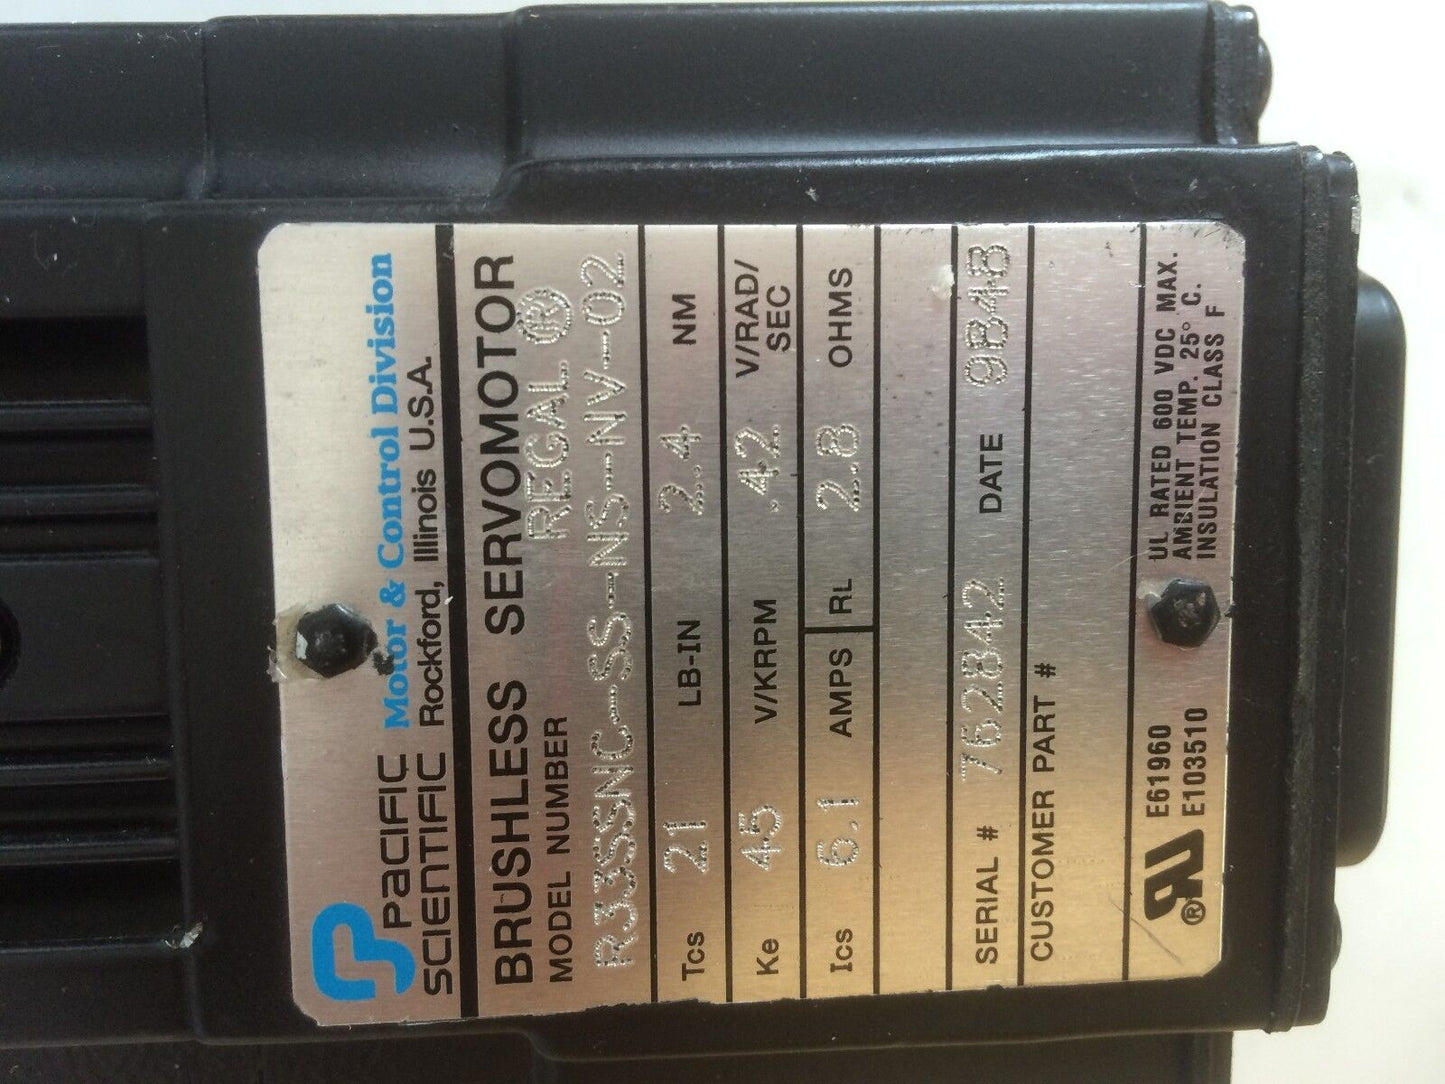 PACIFIC Motor & Control Division
SCIENTIFIC Rockford, Illinois U.S.A.
BRUSHLESS SERVOMOTOR
MODEL NUMBER REGAL ®
R33SSNC-SS-NS-NV-02
Tcs 21 LB-IN 2.4 NM
Ke 45 V/KRPM .42 V/RAD/SEC
Ics 6.1 AMPS RL 2.8 OHMS
SERIAL # 762842 DATE 9848
CUSTOMER PART #
E61960
E103510
UL RATED 600 VDC MAX.
AMBIENT TEMP. 25° C.
INSULATION CLASS F